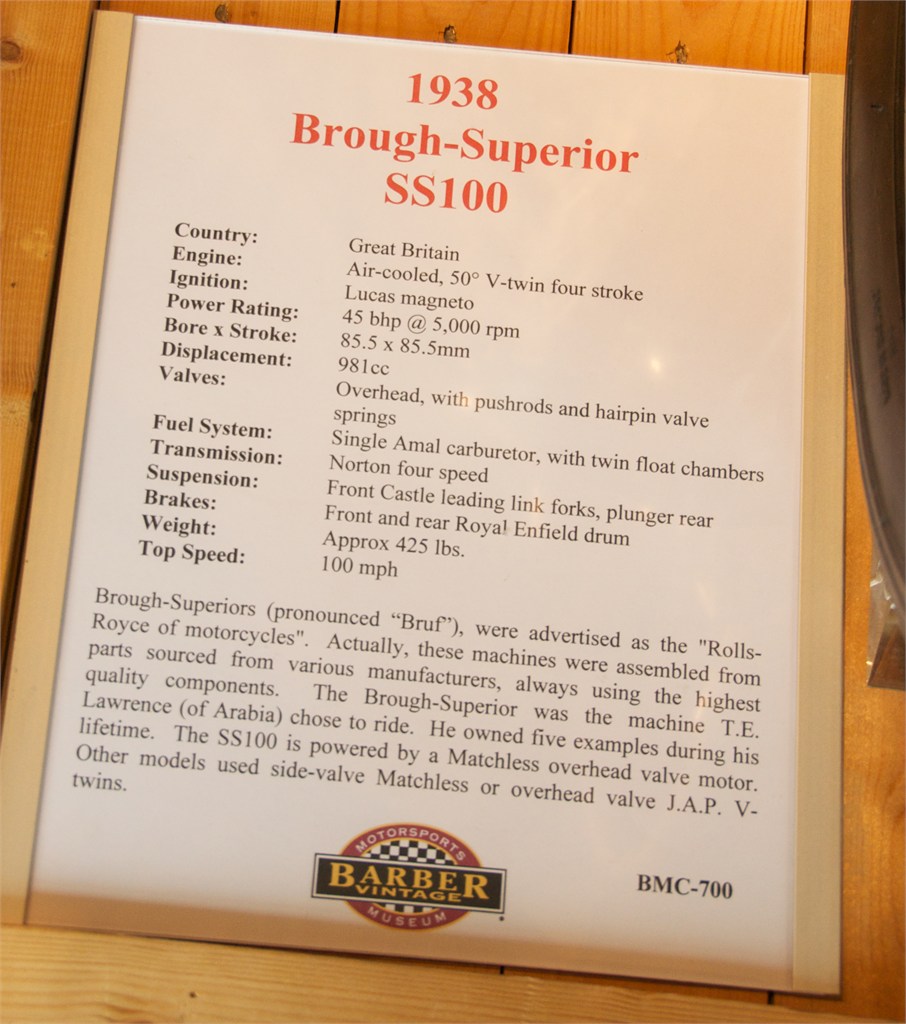 1938
Brough-Superior
SS100
Country: Great Britain
Engine: Air-cooled, 50° V-twin four stroke
Ignition: Lucas magneto
Power Rating: 45 bhp @ 5,000 rpm
Bore x Stroke: 85.5 x 85.5mm
Displacement: 981cc
Valves: Overhead, with pushrods and hairpin valve
springs
Fuel System: Single Amal carburetor, with twin float chambers
Transmission: Norton four speed
Suspension: Front Castle leading link forks, plunger rear
Brakes: Front and rear Royal Enfield drum
Weight: Approx 425 lbs.
Top Speed: 100 mph
Brough-Superiors (pronounced “Bruf”), were advertised as the "Rolls-
Royce of motorcycles". Actually, these machines were assembled from
parts sourced from various manufacturers, always using the highest
quality components. The Brough-Superior was the machine T.E.
Lawrence (of Arabia) chose to ride. He owned five examples during his
lifetime. The SS100 is powered by a Matchless overhead valve motor.
Other models used side-valve Matchless or overhead valve J.A.P. V-
twins.
MOTORSPORTS
BARBER
VINTAGE
MUSEUM
BMC-700